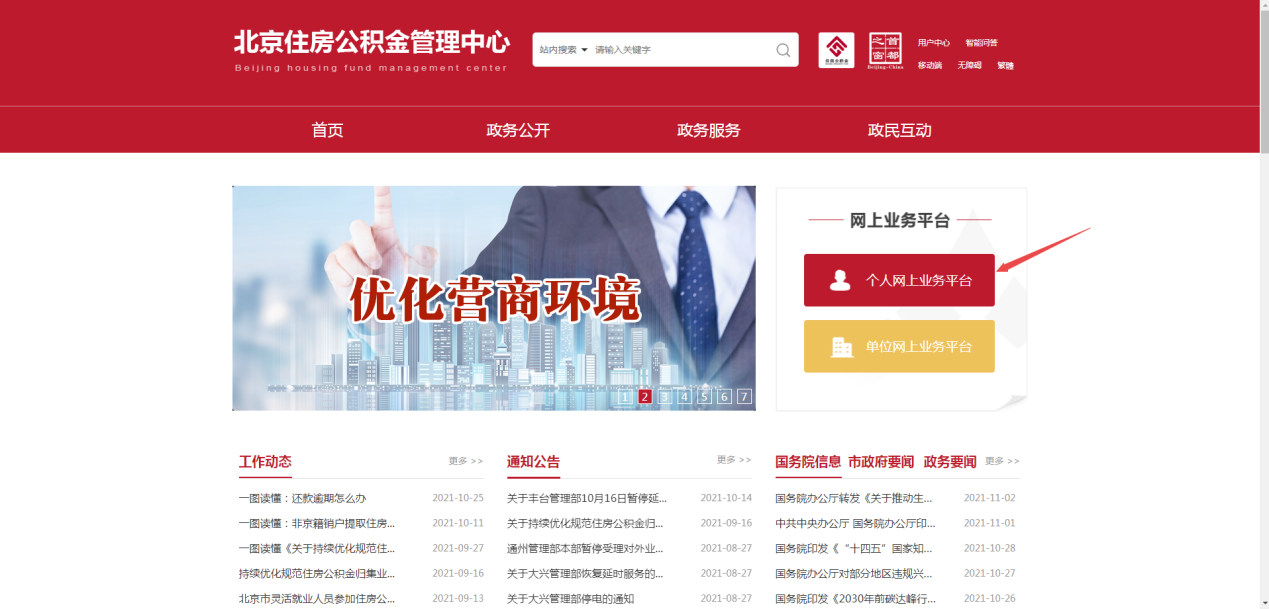 北京住房公积金管理中心
Beijing housing fund management center
站内搜索 请输入关键字
首都之窗
Beijing-China
用户中心 智能问答
移动端 无障碍 繁體
首页 政务公开 政务服务 政民互动
优化营商环境
1 2 3 4 5 6 7
网上业务平台
个人网上业务平台
单位网上业务平台
工作动态 更多 >>
一图读懂：还款逾期怎么办 2021-10-25
一图读懂：非京籍销户提取住房... 2021-10-11
一图读懂《关于持续优化规范住... 2021-09-27
持续优化规范住房公积金归集业... 2021-09-16
北京市灵活就业人员参加住房公... 2021-09-13
通知公告 更多 >>
关于丰台管理部10月16日暂停延... 2021-10-14
关于持续优化规范住房公积金归... 2021-09-16
通州管理部本部暂停受理对外业... 2021-08-27
关于大兴管理部恢复延时服务的... 2021-08-27
关于大兴管理部停电的通知 2021-08-27
国务院信息 市政府要闻 政务要闻 更多 >>
国务院办公厅转发《关于推动生... 2021-11-02
中共中央办公厅 国务院办公厅印... 2021-11-01
国务院印发《“十四五”国家知... 2021-10-28
国务院办公厅对部分地区违规兴... 2021-10-27
国务院印发《2030年前碳达峰行... 2021-10-26